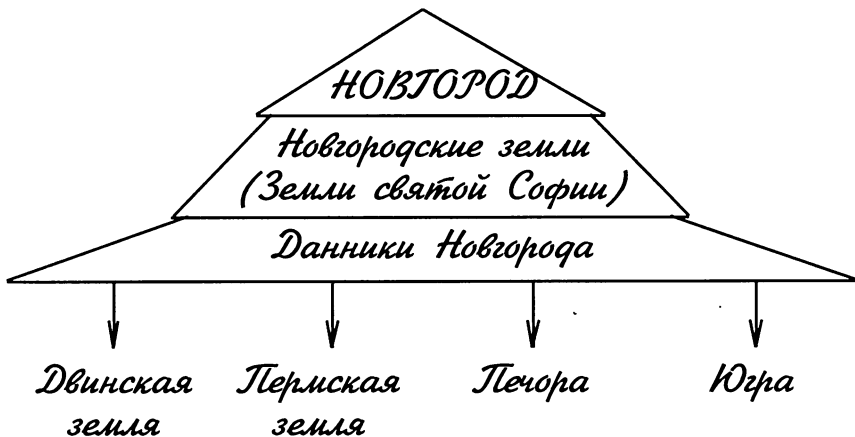 НОВГОРОД
Новгородские земли
(Земли святой Софии)
Данники Новгорода
Двинская земля
Пермская земля
Печора
Югра